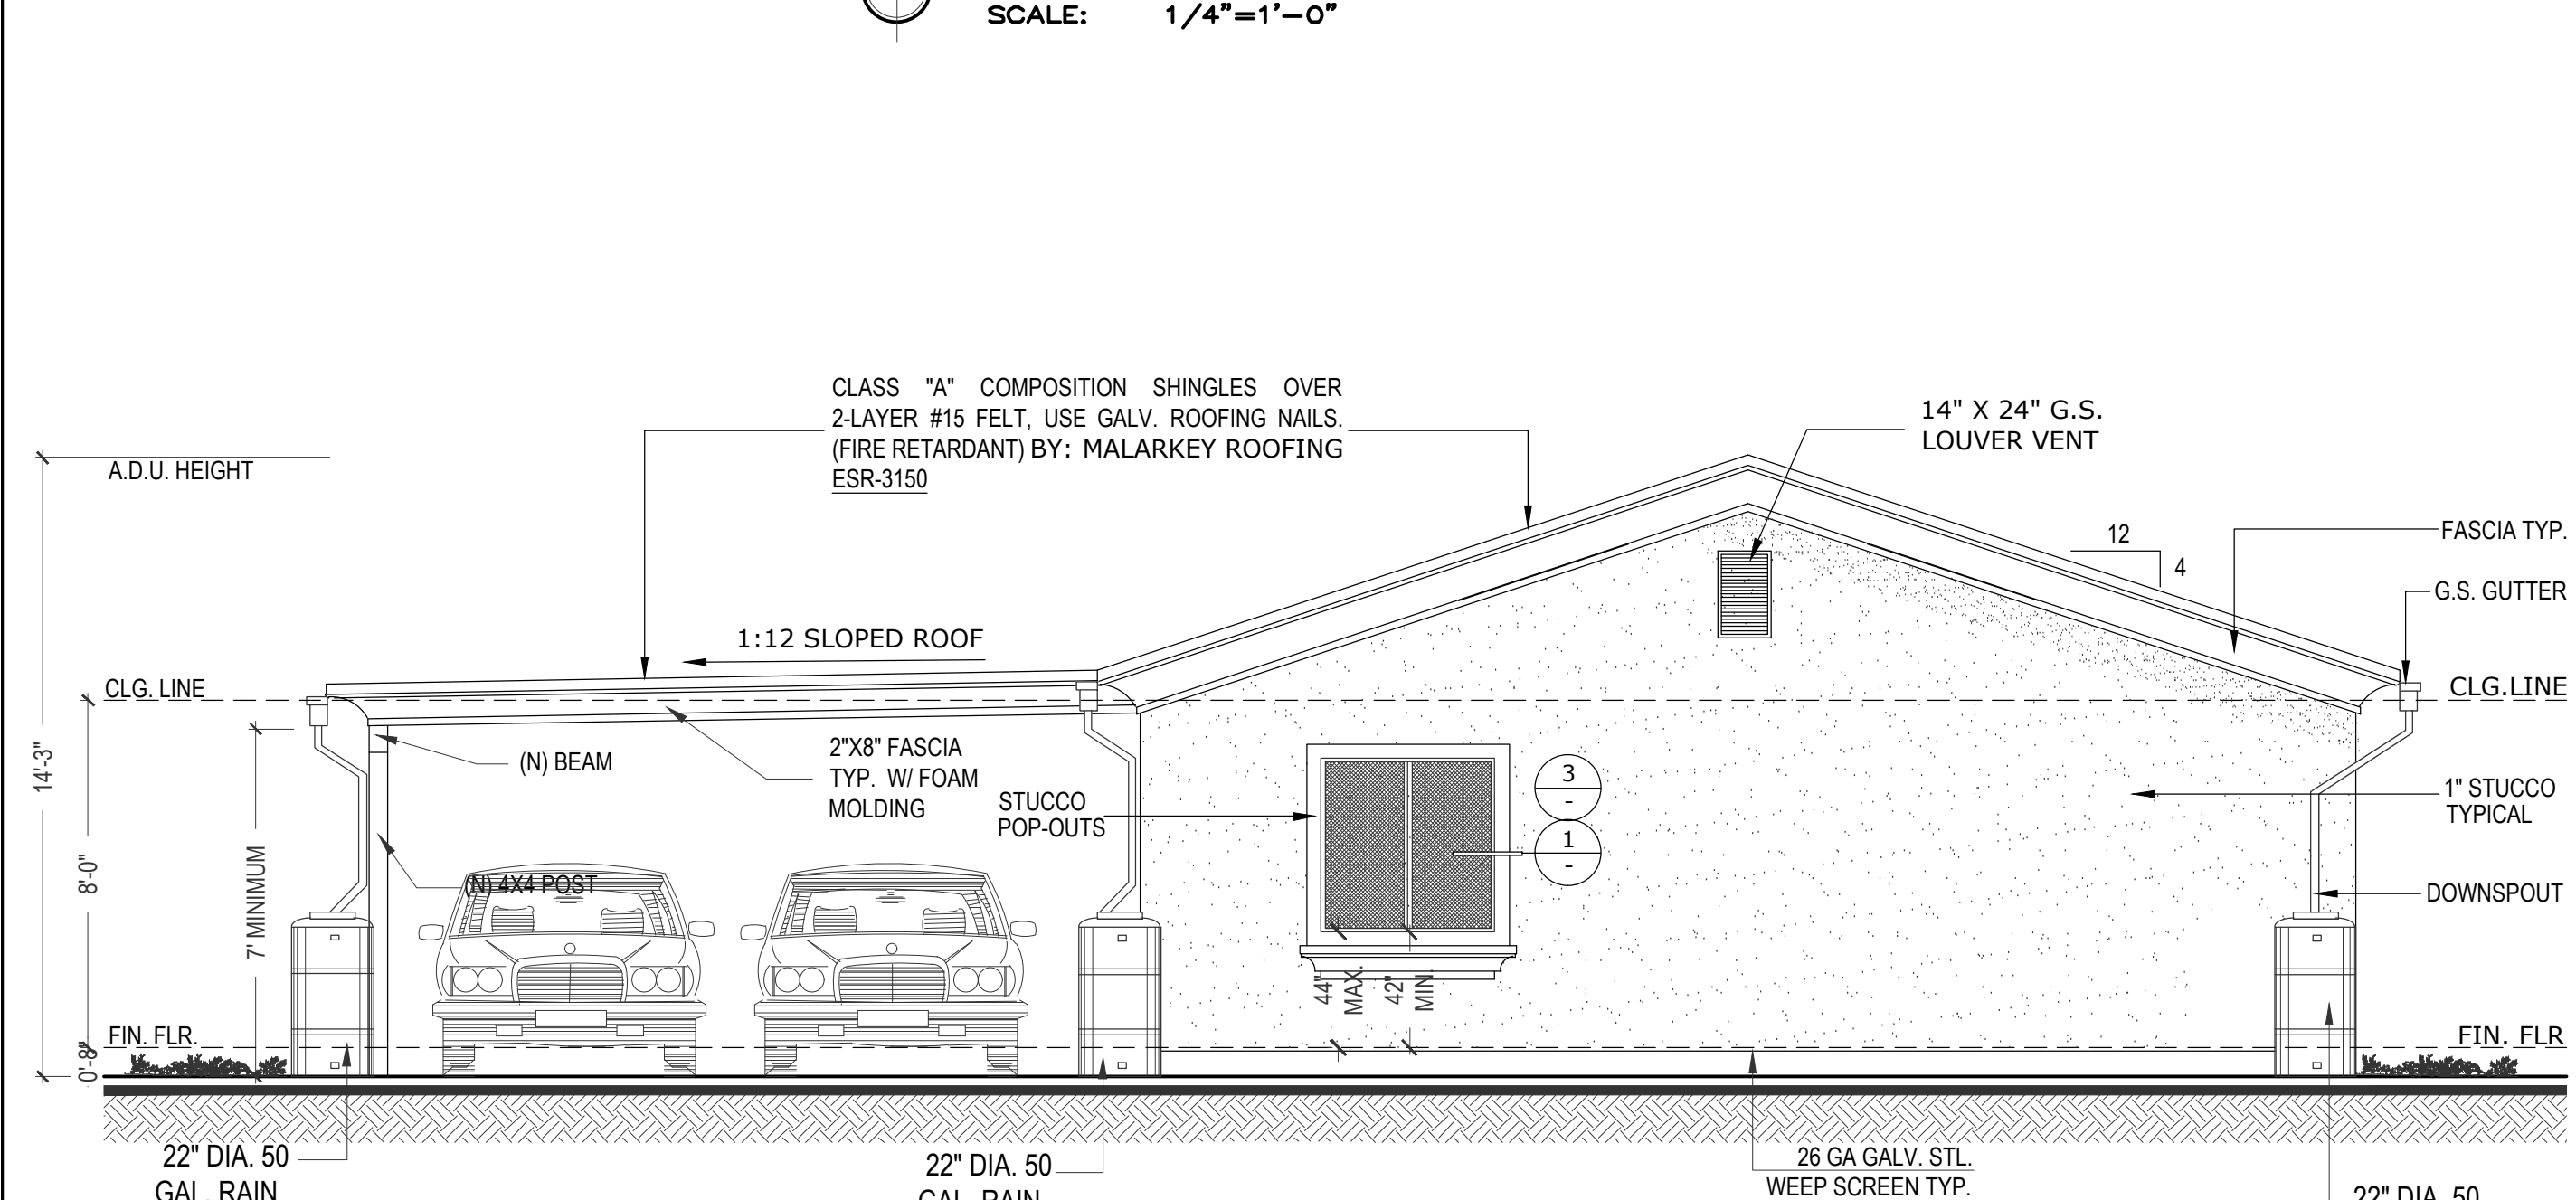 SCALE: 1/4"=1'-0"
CLASS "A" COMPOSITION SHINGLES OVER
2-LAYER #15 FELT, USE GALV. ROOFING NAILS.
(FIRE RETARDANT) BY: MALARKEY ROOFING
ESR-3150
14" X 24" G.S.
LOUVER VENT
A.D.U. HEIGHT
12
4
FASCIA TYP.
G.S. GUTTER
1:12 SLOPED ROOF
CLG. LINE
CLG.LINE
(N) BEAM
2"X8" FASCIA
TYP. W/ FOAM
MOLDING
STUCCO
POP-OUTS
3
-
1
-
1" STUCCO
TYPICAL
14'-3"
8'-0"
7' MINIMUM
(N) 4X4 POST
DOWNSPOUT
44"
MAX.
42"
MIN.
FIN. FLR.
FIN. FLR
0'-8"
22" DIA. 50
GAL. RAIN
22" DIA. 50
GAL. RAIN
26 GA GALV. STL.
WEEP SCREEN TYP.
22" DIA. 50